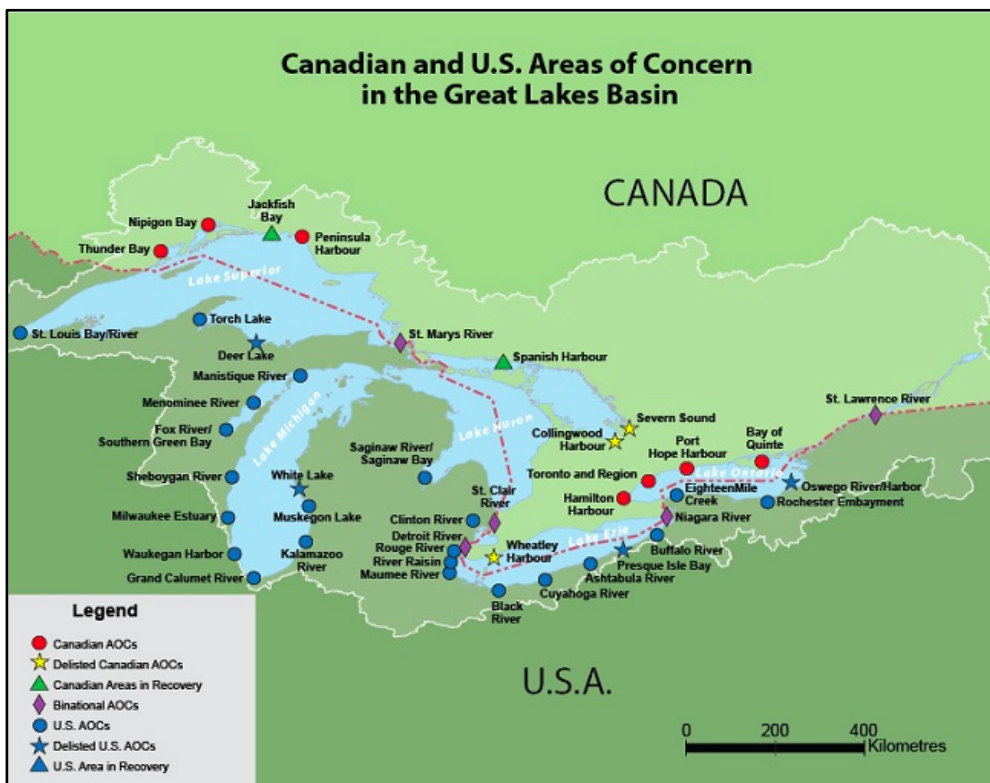 Canadian and U.S. Areas of Concern
in the Great Lakes Basin
CANADA
Jackfish
Bay
Nipigon Bay
Thunder Bay
Peninsula
Harbour
Lake Superior
St. Louis Bay/River
Torch Lake
Deer Lake
St. Marys River
Spanish Harbour
Manistique River
Menominee River
Fox River/
Southern Green Bay
Lake Michigan
Lake Huron
Saginaw River/
Saginaw Bay
Severn Sound
Collingwood
Harbour
St. Lawrence River
Bay of
Quinte
Port
Hope Harbour
Toronto and Region
Lake Ontario
Hamilton
Harbour
EighteenMile
Creek
Oswego River/Harbor
Rochester Embayment
Niagara River
Sheboygan River
White Lake
Muskegon Lake
Milwaukee Estuary
Kalamazoo
River
Waukegan Harbor
Grand Calumet River
St. Clair
River
Clinton River
Detroit River
Rouge River
River Raisin
Maumee River
Wheatley
Harbour
Lake Erie
Buffalo River
Presque Isle Bay
Ashtabula River
Cuyahoga River
Black
River
U.S.A.
Legend
Canadian AOCs
Delisted Canadian AOCs
Canadian Areas in Recovery
Binational AOCs
U.S. AOCs
Delisted U.S. AOCs
U.S. Area in Recovery
0 200 400
Kilometres